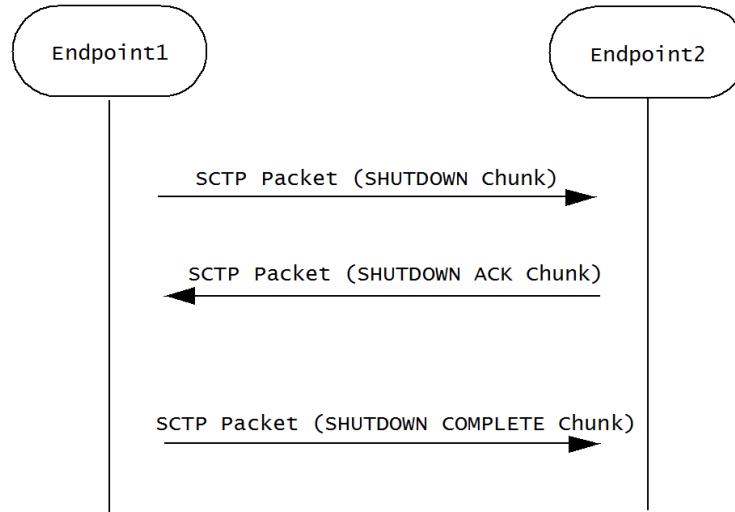 Endpoint1
Endpoint2
SCTP Packet (SHUTDOWN Chunk)
SCTP Packet (SHUTDOWN ACK Chunk)
SCTP Packet (SHUTDOWN COMPLETE Chunk)